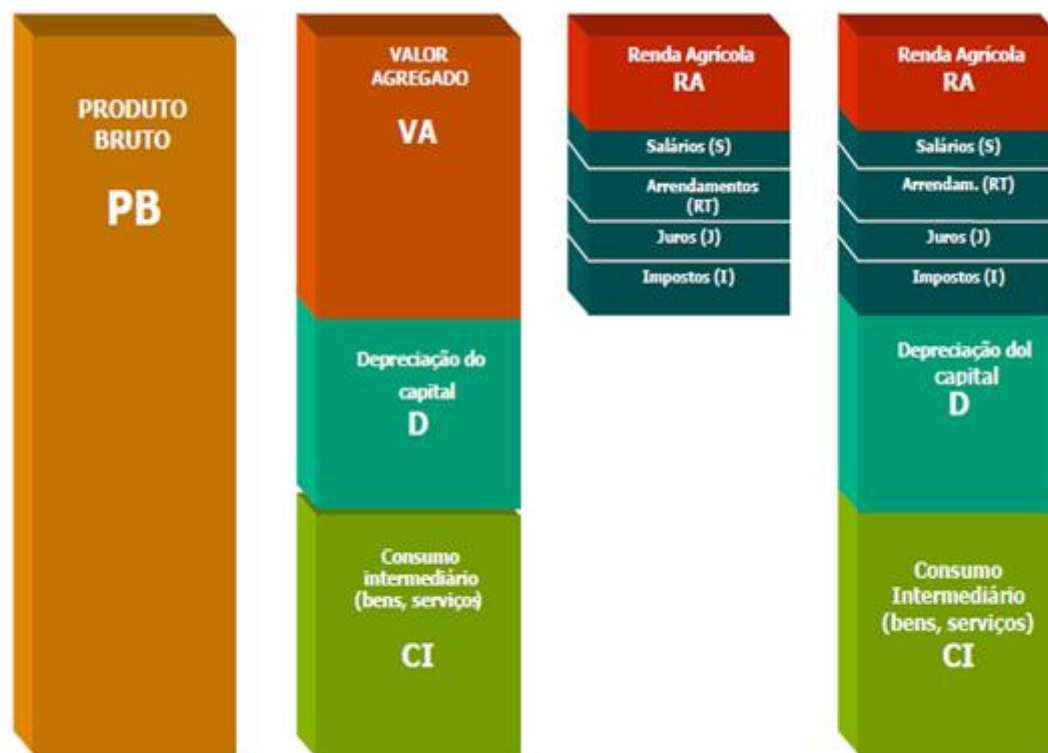 PRODUTO
BRUTO
PB
VALOR
AGREGADO
VA
Depreciação do
capital
D
Consumo
intermediário
(bens, serviços)
CI
Renda Agrícola
RA
Salários (S)
Arrendamentos
(RT)
Juros (J)
Impostos (I)
Renda Agrícola
RA
Salários (S)
Arrendam. (RT)
Juros (J)
Impostos (I)
Depreciação dol
capital
D
Consumo
Intermediário
(bens, serviços)
CI